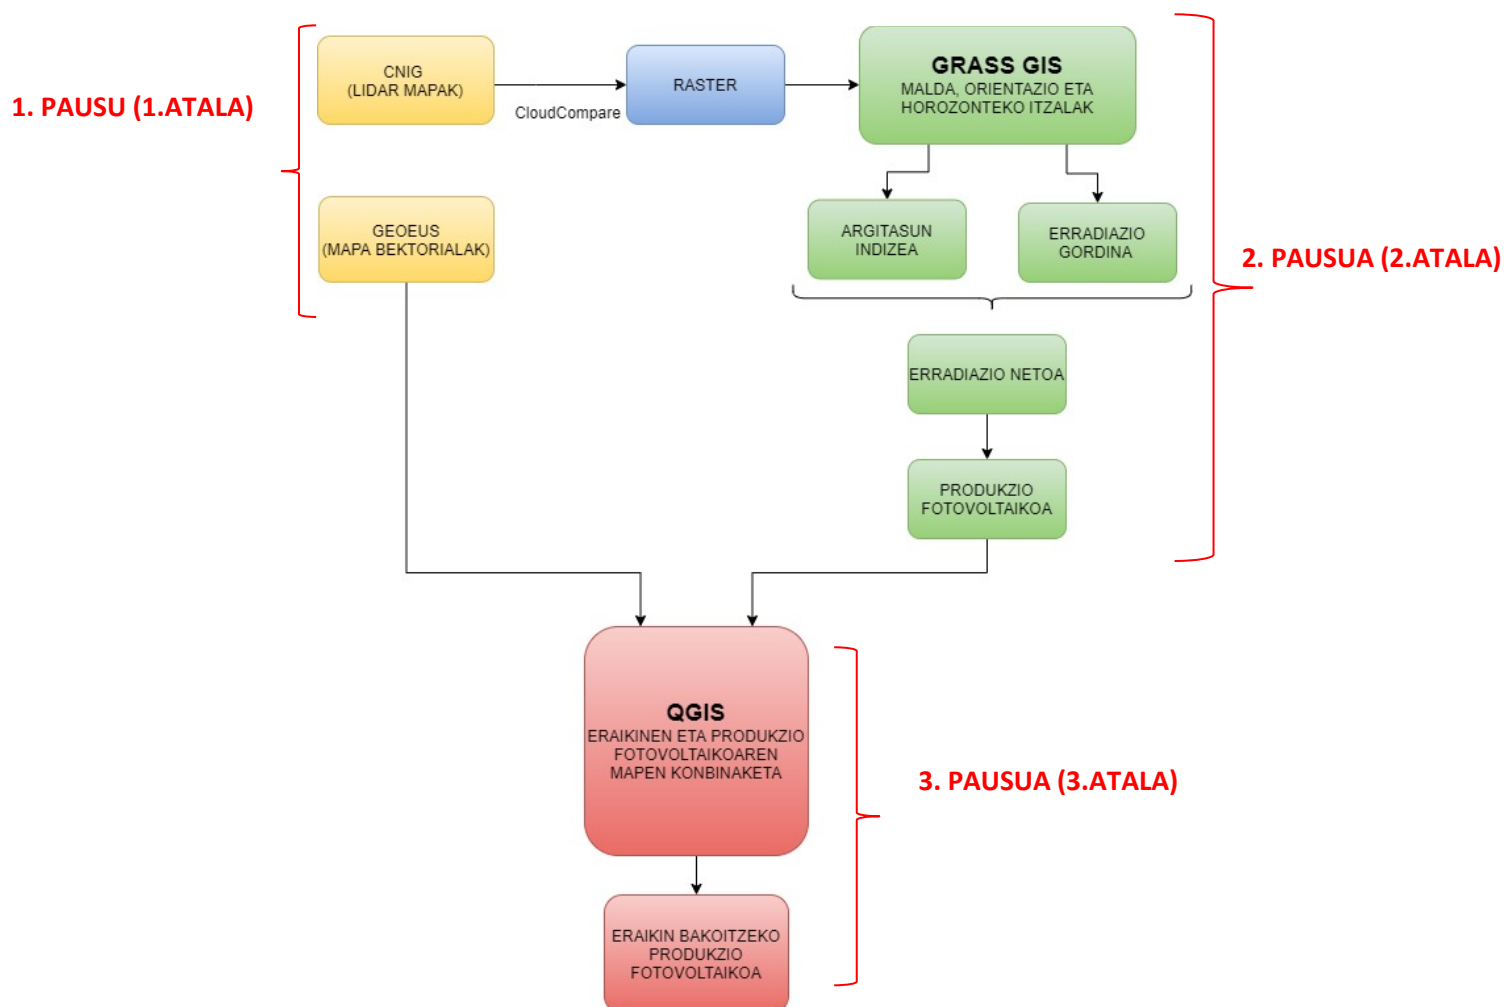 1. PAUSU (1.ATALA)
CNIG
(LIDAR MAPAK)
CloudCompare
RASTER
GRASS GIS
MALDA, ORIENTAZIO ETA
HOROZONTEKO ITZALAK
GEOEUS
(MAPA BEKTORIALAK)
ARGITASUN
INDIZEA
ERRADIAZIO
GORDINA
2. PAUSUA (2.ATALA)
ERRADIAZIO NETOA
PRODUKZIO
FOTOVOLTAIKOA
QGIS
ERAIKINEN ETA PRODUKZIO
FOTOVOLTAIKOAREN
MAPEN KONBINAKETA
3. PAUSUA (3.ATALA)
ERAIKIN BAKOITZEKO
PRODUKZIO
FOTOVOLTAIKOA